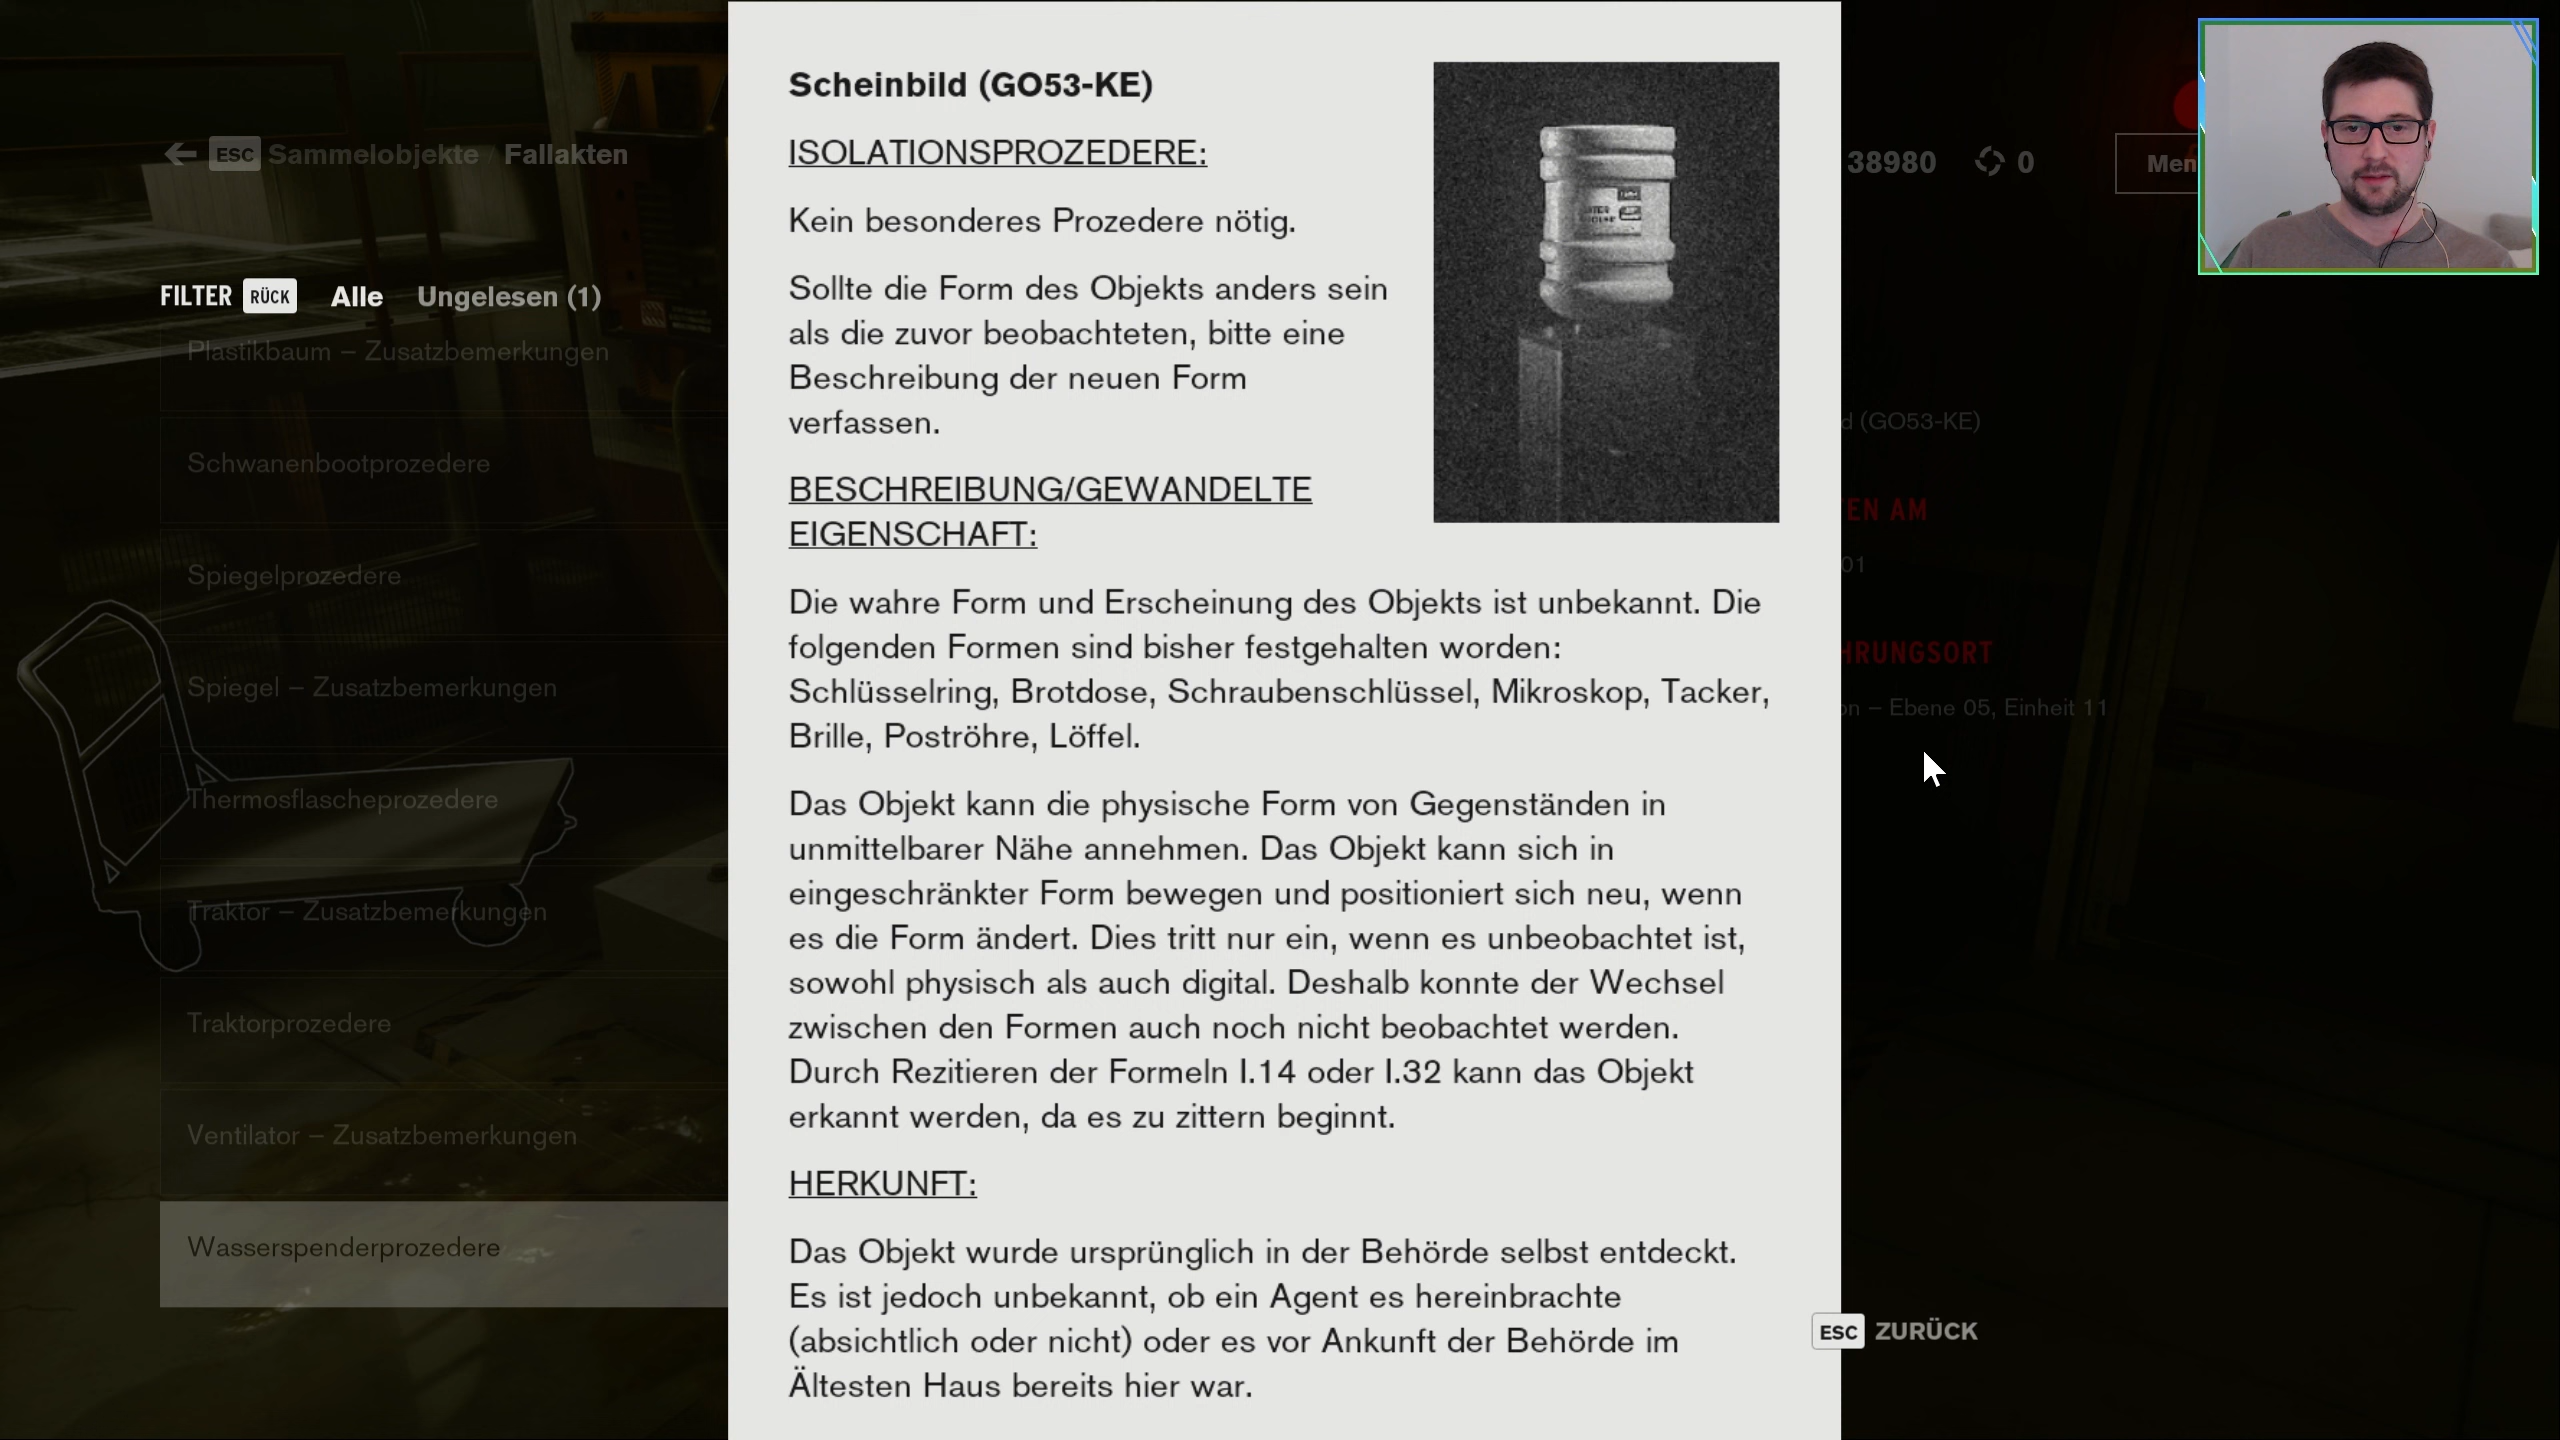 ← ESC Sammelobjekte / Fallakten
FILTER RÜCK Alle Ungelesen (1)
Plastikbaum – Zusatzbemerkungen
Schwanenbootprozedere
Spiegelprozedere
Spiegel – Zusatzbemerkungen
Thermosflascheprozedere
Traktor – Zusatzbemerkungen
Traktorprozedere
Ventilator – Zusatzbemerkungen
Wasserspenderprozedere
Scheinbild (GO53-KE)
ISOLATIONSPROZEDERE:
Kein besonderes Prozedere nötig.
Sollte die Form des Objekts anders sein
als die zuvor beobachteten, bitte eine
Beschreibung der neuen Form
verfassen.
BESCHREIBUNG/GEWANDELTE
EIGENSCHAFT:
Die wahre Form und Erscheinung des Objekts ist unbekannt. Die
folgenden Formen sind bisher festgehalten worden:
Schlüsselring, Brotdose, Schraubenschlüssel, Mikroskop, Tacker,
Brille, Poströhre, Löffel.
Das Objekt kann die physische Form von Gegenständen in
unmittelbarer Nähe annehmen. Das Objekt kann sich in
eingeschränkter Form bewegen und positioniert sich neu, wenn
es die Form ändert. Dies tritt nur ein, wenn es unbeobachtet ist,
sowohl physisch als auch digital. Deshalb konnte der Wechsel
zwischen den Formen auch noch nicht beobachtet werden.
Durch Rezitieren der Formeln I.14 oder I.32 kann das Objekt
erkannt werden, da es zu zittern beginnt.
HERKUNFT:
Das Objekt wurde ursprünglich in der Behörde selbst entdeckt.
Es ist jedoch unbekannt, ob ein Agent es hereinbrachte
(absichtlich oder nicht) oder es vor Ankunft der Behörde im
Ältesten Haus bereits hier war.
38980 0 Men
d (GO53-KE)
EN AM
01
HRUNGSORT
on – Ebene 05, Einheit 11
ESC ZURÜCK